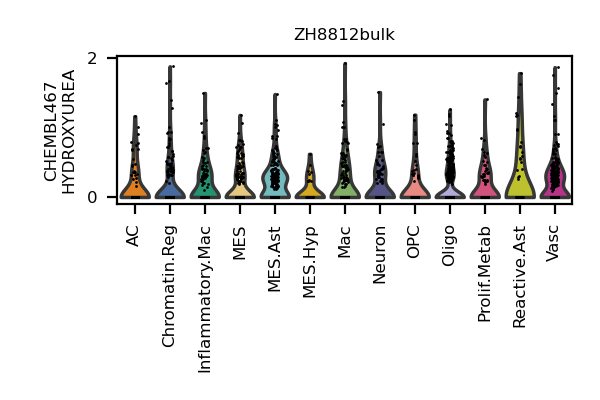 ZH8812bulk
CHEMBL467
HYDROXYUREA
2
0
AC
Chromatin.Reg
Inflammatory.Mac
MES
MES.Ast
MES.Hyp
Mac
Neuron
OPC
Oligo
Prolif.Metab
Reactive.Ast
Vasc